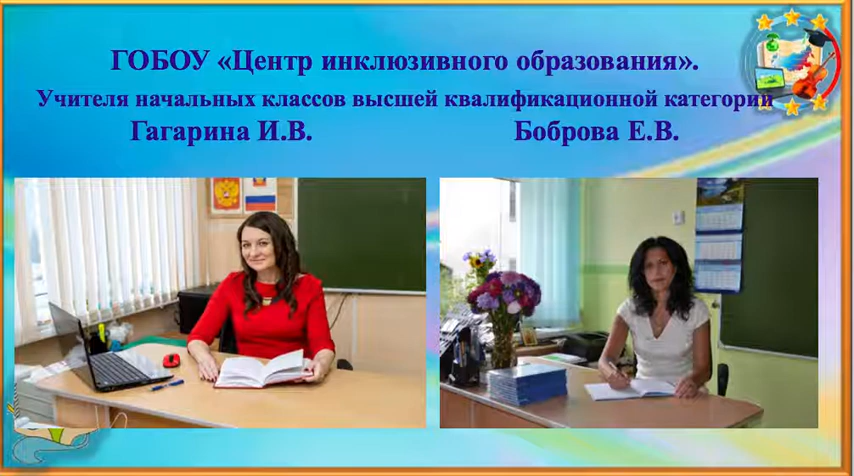 ГОБОУ «Центр инклюзивного образования».
Учителя начальных классов высшей квалификационной категории
Гагарина И.В. Боброва Е.В.